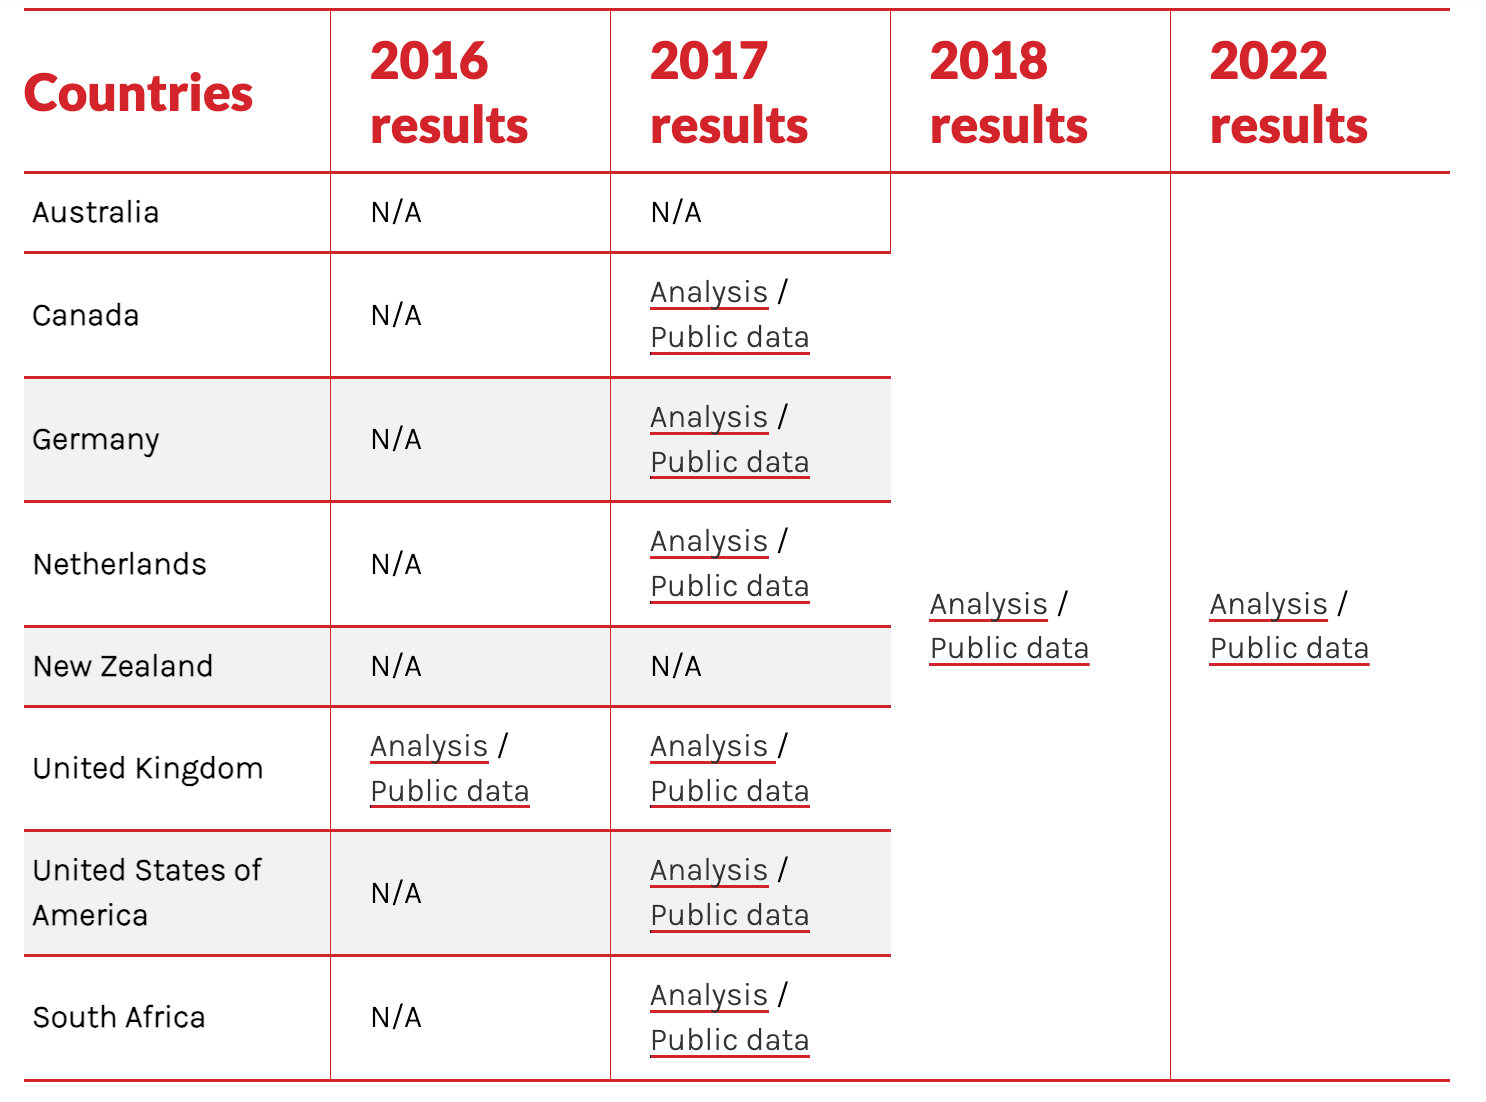 Countries
2016
results
2017
results
2018
results
2022
results
Australia
N/A
N/A
Canada
N/A
Analysis /
Public data
Germany
N/A
Analysis /
Public data
Netherlands
N/A
Analysis /
Public data
New Zealand
N/A
N/A
United Kingdom
Analysis /
Public data
Analysis /
Public data
United States of
America
N/A
Analysis /
Public data
South Africa
N/A
Analysis /
Public data
Analysis /
Public data
Analysis /
Public data